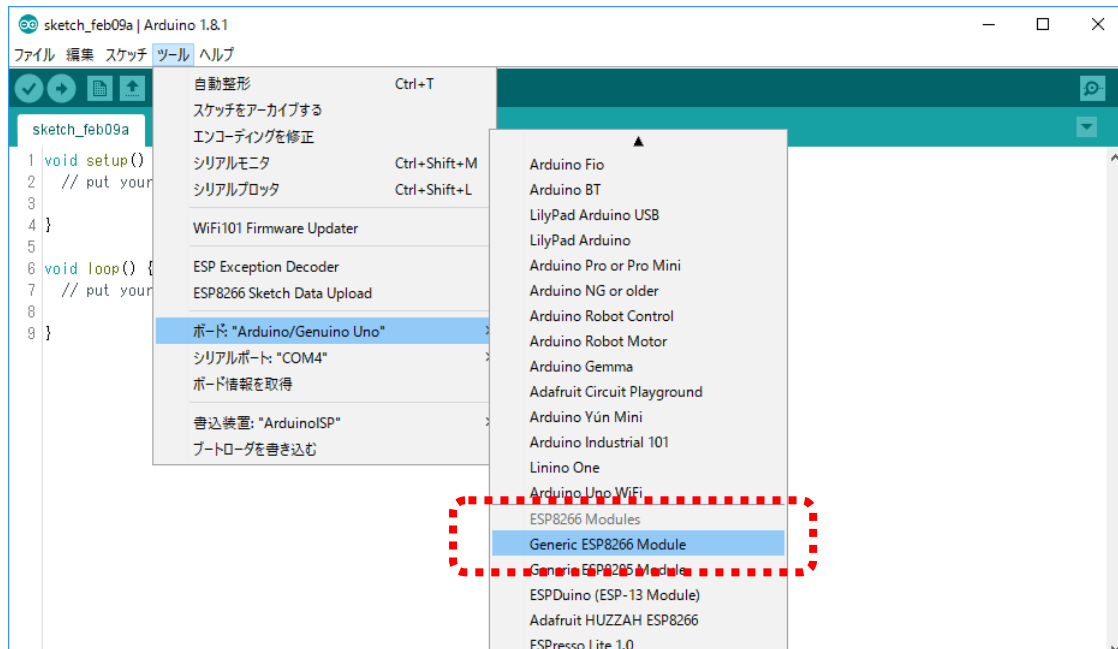 sketch_feb09a | Arduino 1.8.1
ファイル 編集 スケッチ ツール ヘルプ
sketch_feb09a
1 void setup()
2 // put your
3
4 }
5
6 void loop() {
7 // put your
8
9 }
自動整形 Ctrl+T
スケッチをアーカイブする
エンコーディングを修正
シリアルモニタ Ctrl+Shift+M
シリアルプロッタ Ctrl+Shift+L
WiFi101 Firmware Updater
ESP Exception Decoder
ESP8266 Sketch Data Upload
ボード: "Arduino/Genuino Uno"
シリアルポート: "COM4"
ボード情報を取得
書込装置: "ArduinoISP"
ブートローダを書き込む
Arduino Fio
Arduino BT
LilyPad Arduino USB
LilyPad Arduino
Arduino Pro or Pro Mini
Arduino NG or older
Arduino Robot Control
Arduino Robot Motor
Arduino Gemma
Adafruit Circuit Playground
Arduino Yún Mini
Arduino Industrial 101
Linino One
Arduino Uno WiFi
ESP8266 Modules
Generic ESP8266 Module
Generic ESP8285 Module
ESPDuino (ESP-13 Module)
Adafruit HUZZAH ESP8266
ESPresso Lite 1.0